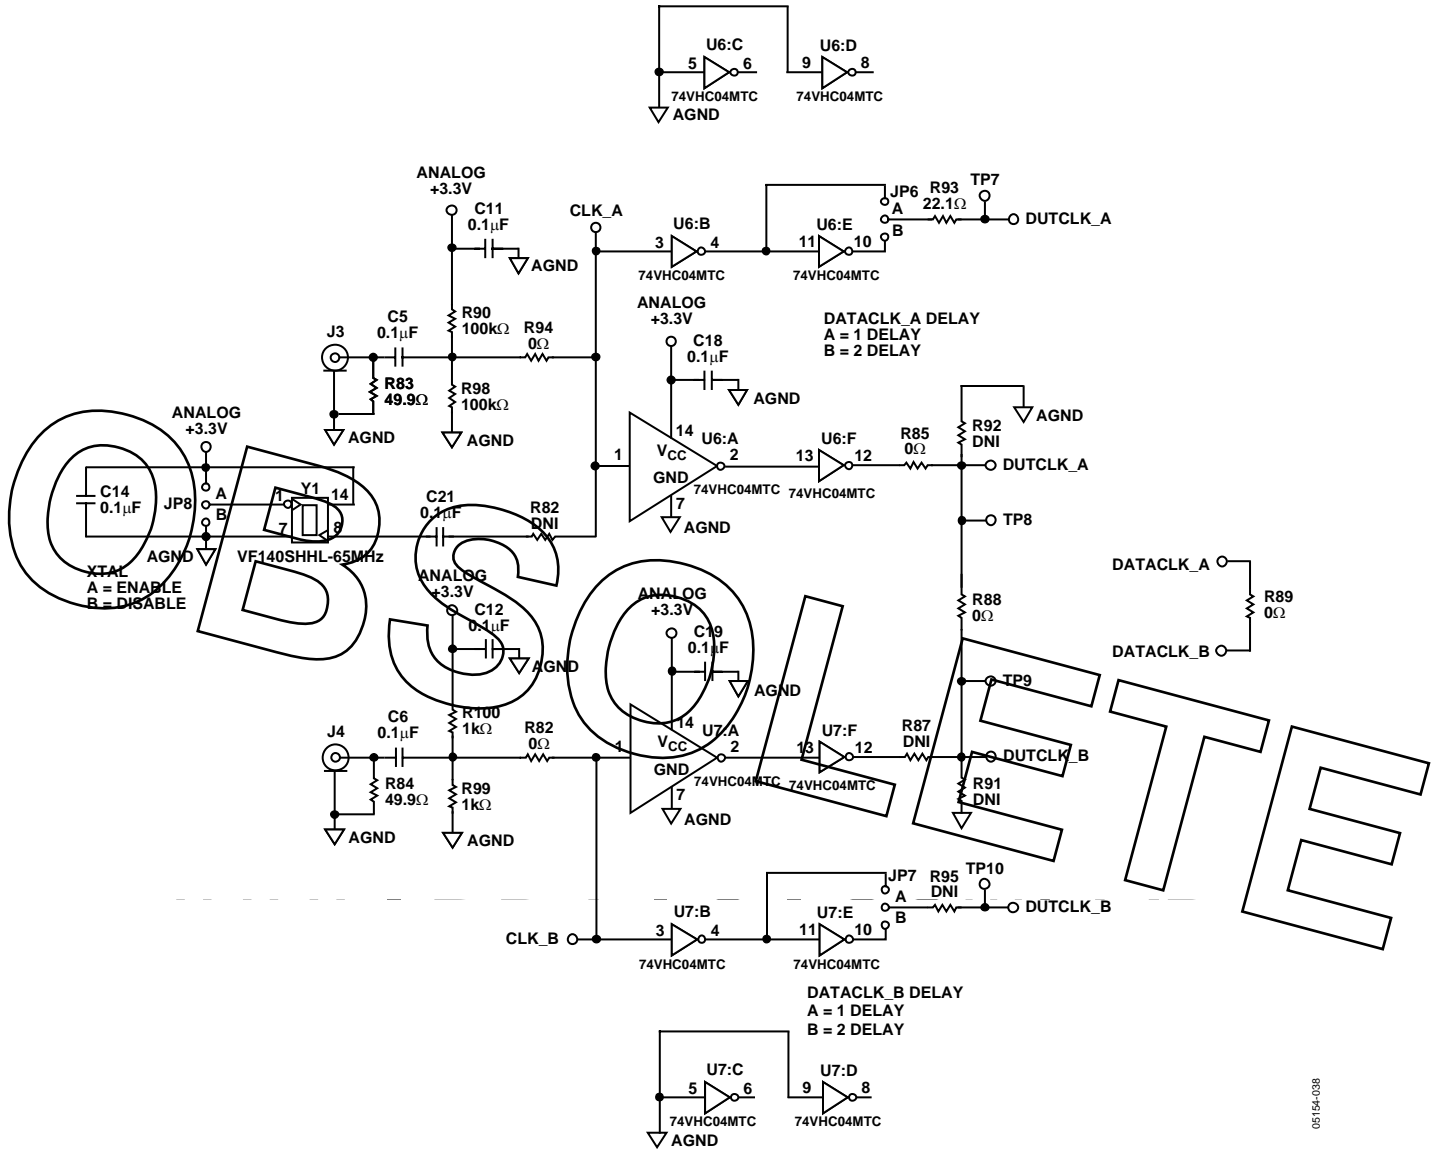 U6:C U6:D
5 6 9 8
74VHC04MTC 74VHC04MTC
AGND
ANALOG
+3.3V
C11
0.1μF
AGND
CLK_A
U6:B
3 4
74VHC04MTC
U6:E
11 10
74VHC04MTC
JP6
A
B
R93
22.1Ω
TP7
DUTCLK_A
DATACLK_A DELAY
A = 1 DELAY
B = 2 DELAY
J3
C5
0.1μF
R90
100kΩ
R94
0Ω
R83
49.9Ω
R98
100kΩ
AGND
AGND
ANALOG
+3.3V
C18
0.1μF
AGND
14
VCC
GND
1
7
U6:A
2
74VHC04MTC
AGND
U6:F
13 12
74VHC04MTC
R85
0Ω
R92
DNI
AGND
DUTCLK_A
TP8
ANALOG
+3.3V
C14
0.1μF
JP8
A
B
AGND
1 Y1 14
7 8
VF140SHHL-65MHz
XTAL
A = ENABLE
B = DISABLE
C21
0.1μF
R82
DNI
ANALOG
+3.3V
C12
0.1μF
AGND
ANALOG
+3.3V
C19
0.1μF
AGND
R88
0Ω
DATACLK_A
R89
0Ω
DATACLK_B
TP9
J4
C6
0.1μF
R100
1kΩ
R82
0Ω
R84
49.9Ω
R99
1kΩ
AGND
AGND
14
VCC
GND
1
7
U7:A
2
74VHC04MTC
AGND
U7:F
13 12
74VHC04MTC
R87
DNI
DUTCLK_B
R91
DNI
CLK_B
U7:B
3 4
74VHC04MTC
U7:E
11 10
74VHC04MTC
JP7
A
B
R95
DNI
TP10
DUTCLK_B
DATACLK_B DELAY
A = 1 DELAY
B = 2 DELAY
U7:C U7:D
5 6 9 8
74VHC04MTC 74VHC04MTC
AGND
05154-038
OBSOLETE